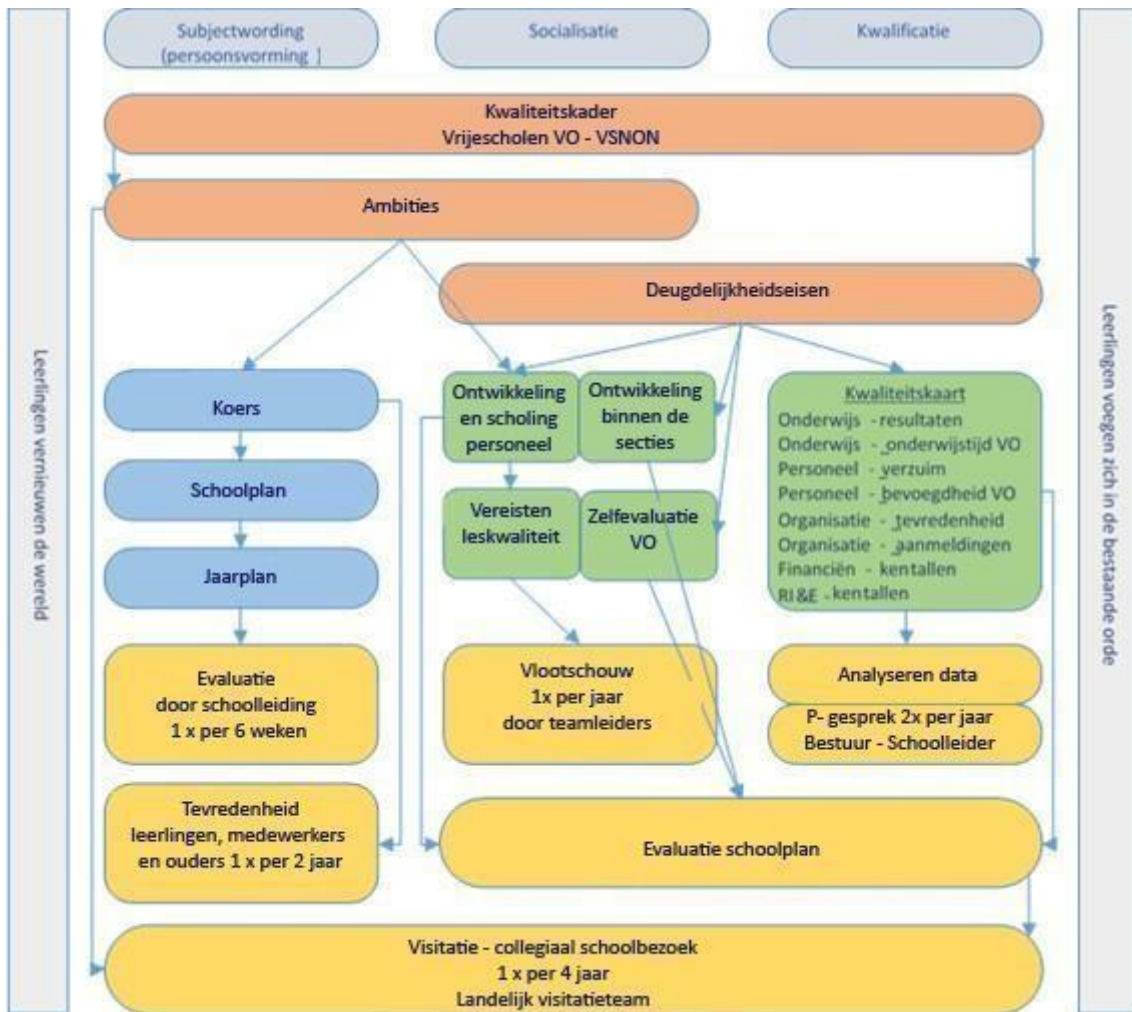 Subjectwording
(persoonsvorming ]
Socialisatie
Kwalificatie
Kwaliteitskader
Vrijescholen VO - VSNON
Ambities
Deugdelijkheidseisen
Leerlingen vernieuwen de wereld
Leerlingen voegen zich in de bestaande orde
Koers
Schoolplan
Jaarplan
Ontwikkeling
en scholing
personeel
Ontwikkeling
binnen de
secties
Vereisten
leskwaliteit
Zelfevaluatie
VO
Kwaliteitskaart
Onderwijs - resultaten
Onderwijs - onderwijstijd VO
Personeel - verzuim
Personeel - bevoegdheid VO
Organisatie - tevredenheid
Organisatie - aanmeldingen
Financiën - kentallen
RI&E - kentallen
Evaluatie
door schoolleiding
1 x per 6 weken
Vlootschouw
1x per jaar
door teamleiders
Analyseren data
P- gesprek 2x per jaar
Bestuur - Schoolleider
Tevredenheid
leerlingen, medewerkers
en ouders 1 x per 2 jaar
Evaluatie schoolplan
Visitatie - collegiaal schoolbezoek
1 x per 4 jaar
Landelijk visitatieteam